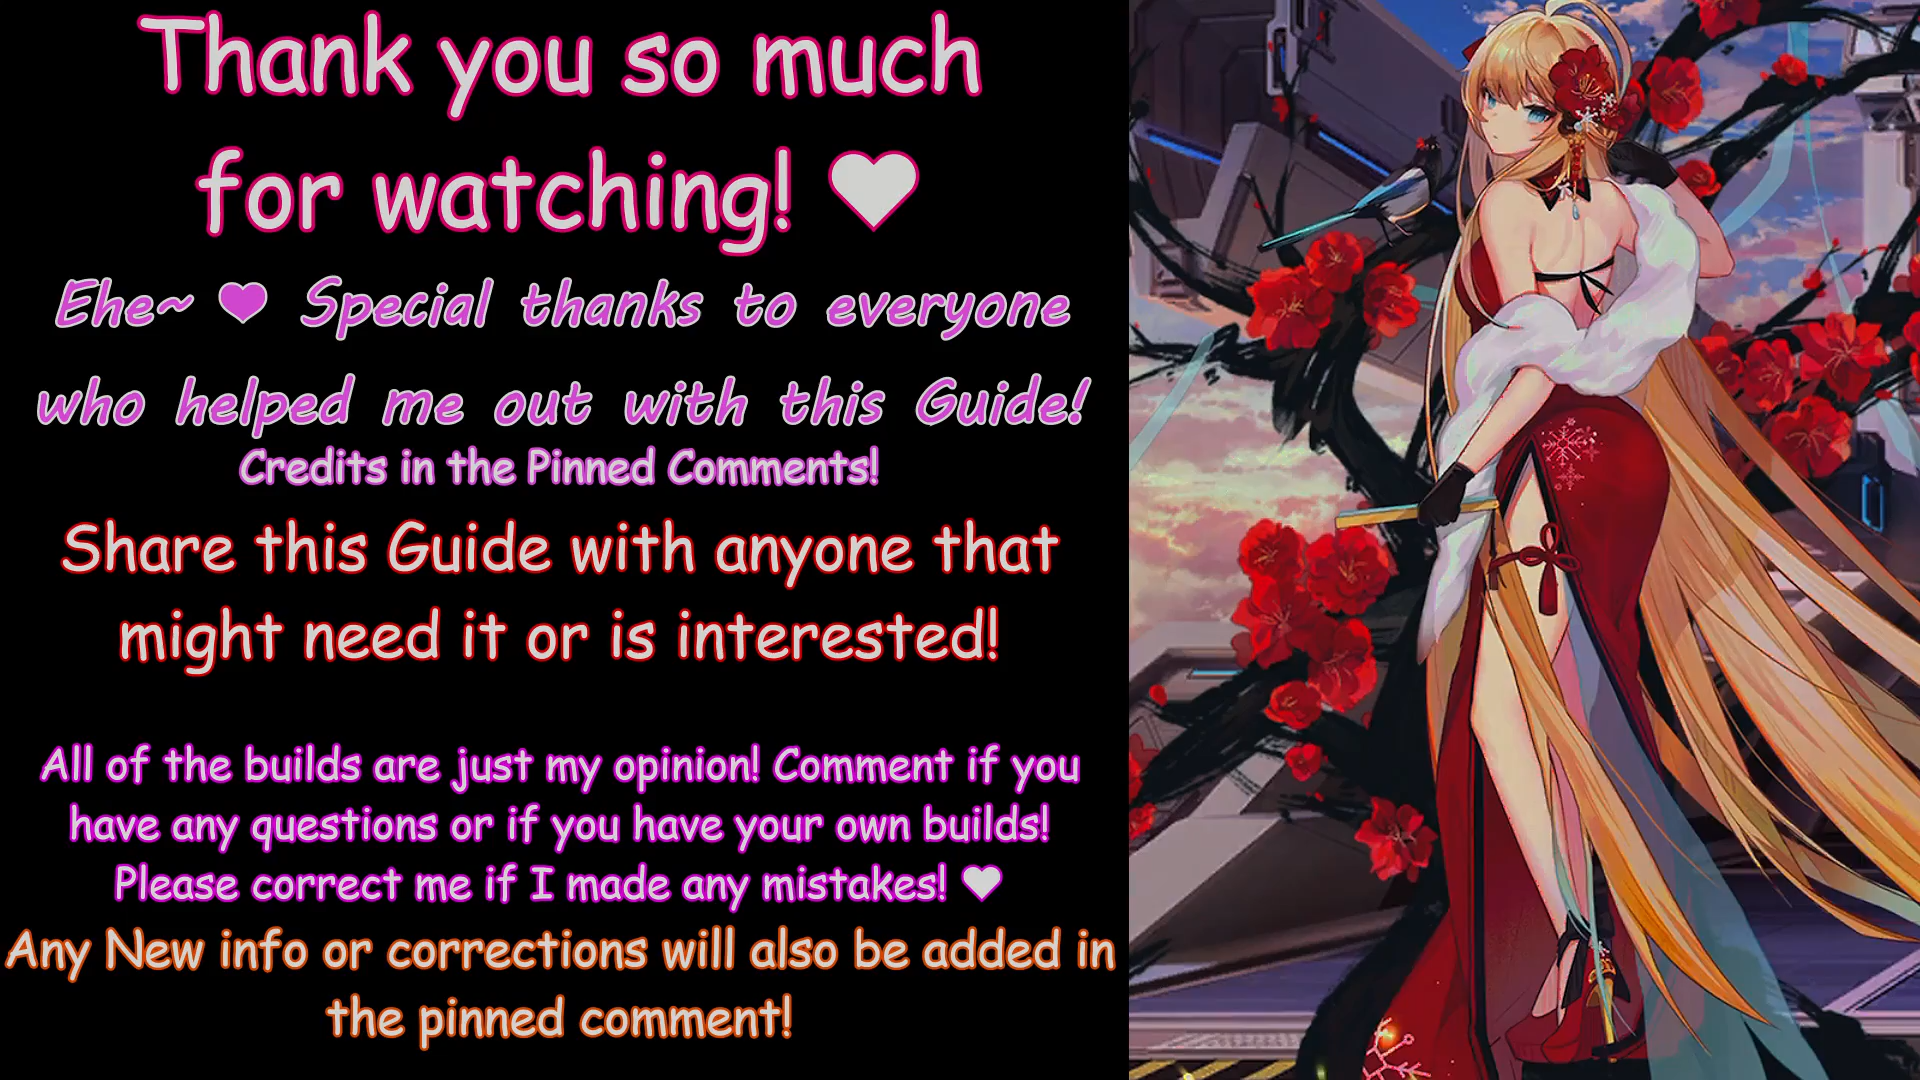 Thank you so much
for watching! ♥
Ehe~ ♥ Special thanks to everyone
who helped me out with this Guide!
Credits in the Pinned Comments!
Share this Guide with anyone that
might need it or is interested!
All of the builds are just my opinion! Comment if you
have any questions or if you have your own builds!
Please correct me if I made any mistakes! ♥
Any New info or corrections will also be added in
the pinned comment!